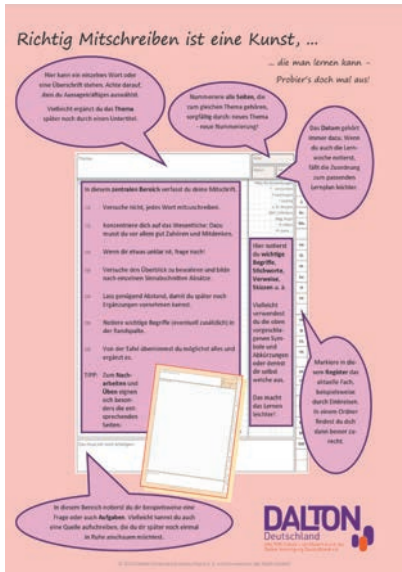 Richtig Mitschreiben ist eine Kunst, ...
... die man lernen kann -
Probier's doch mal aus!
Hier kann ein einzelnes Wort oder
eine Überschrift stehen. Achte darauf,
dass du Aussagekräftiges auswählst.
Vielleicht ergänzt du das Thema
später noch durch einen Untertitel.
Nummeriere alle Seiten, die
zum gleichen Thema gehören,
sorgfältig durch: neues Thema
- neue Nummerierung!
Das Datum gehört
immer dazu. Wenn
du auch die Lern-
woche notierst,
fällt die Zuordnung
zum passenden
Lernplan leichter.
Thema:
In diesem zentralen Bereich verfasst du deine Mitschrift.
Versuche nicht, jedes Wort mitzuschreiben.
Konzentriere dich auf das Wesentliche: Dazu
musst du vor allem gut Zuhören und Mitdenken.
Wenn dir etwas unklar ist, frage nach!
Versuche den Überblick zu bewahren und bilde
nach einzelnen Sinnabschnitten Absätze.
Lass genügend Abstand, damit du später noch
Ergänzungen vornehmen kannst.
Notiere wichtige Begriffe (eventuell zusätzlich) in
der Randspalte.
Von der Tafel übernimmst du möglichst alles und
ergänzt es.
TIPP: Zum Nach-
arbeiten und
Üben eignen
sich beson-
ders die ent-
sprechenden
Seiten.
Hier notierst
du wichtige
Begriffe,
Stichworte,
Verweise,
Skizzen u. ä.
Vielleicht
verwendest
du die oben
vorgeschla-
genen Sym-
bole und
Abkürzungen
oder denkst
dir selbst
welche aus.
Das macht
das Lernen
leichter!
Markiere in die-
sem Register das
aktuelle Fach,
beispielsweise
durch Einkreisen.
In einem Ordner
findest du dich
dann besser zu-
recht.
In diesem Bereich notierst du dir beispielsweise eine
Frage oder auch Aufgaben. Vielleicht kannst du auch
eine Quelle aufschreiben, die du dir später noch einmal
in Ruhe anschauen möchtest.
DALTON
Deutschland